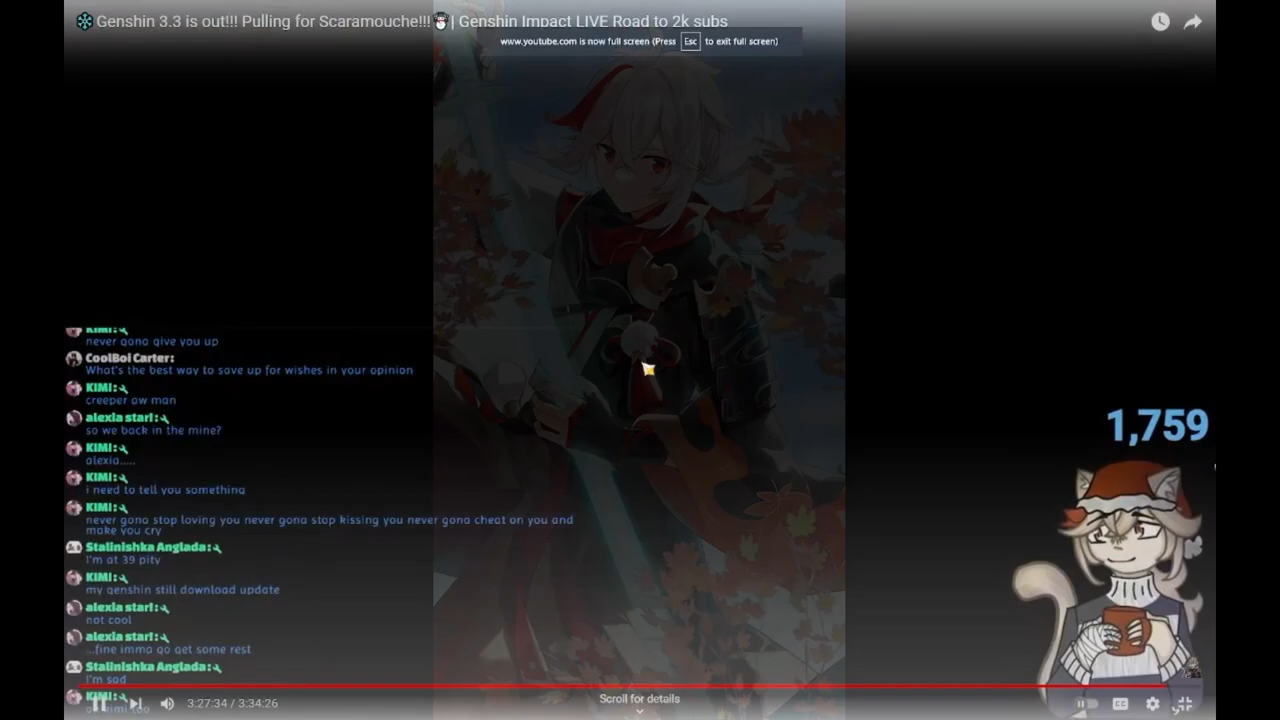 Genshin 3.3 is out!!! Pulling for Scaramouche!!! | Genshin Impact LIVE Road to 2k subs
www.youtube.com is now full screen (Press Esc to exit full screen)
KIMI:
never gona give you up
CoolBoi Carter:
What's the best way to save up for wishes in your opinion
KIMI:
creeper aw man
alexia star!:
so we back in the mine?
KIMI:
alexia.....
KIMI:
i need to tell you something
KIMI:
never gona stop loving you never gona stop kissing you never gona cheat on you and
make you cry
Stalinishka Anglada:
I'm at 39 pity
KIMI:
my genshin still download update
alexia star!:
not cool
alexia star!:
...fine imma go get some rest
Stalinishka Anglada:
I'm sad
KIMI:
1,759
Scroll for details
3:27:34 / 3:34:26
CC